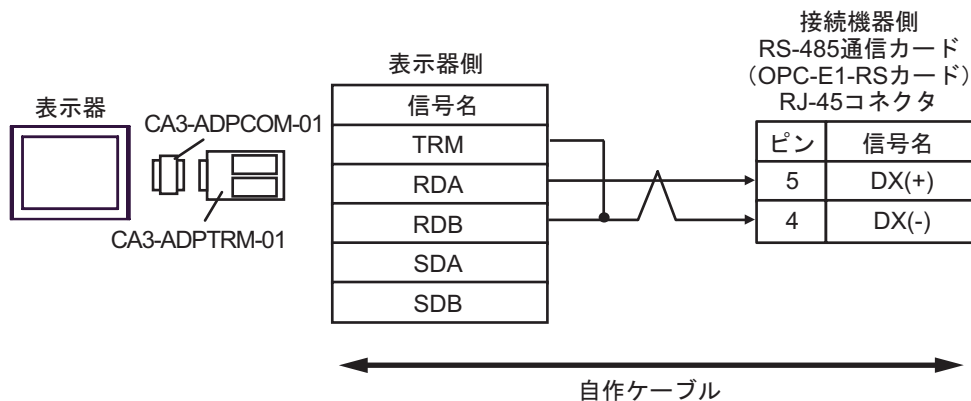 接続機器側
RS-485通信カード
（OPC-E1-RSカード）
RJ-45コネクタ
表示器側
表示器
CA3-ADPCOM-01
CA3-ADPTRM-01
信号名
TRM
RDA
RDB
SDA
SDB
ピン 信号名
5 DX(+)
4 DX(-)
自作ケーブル